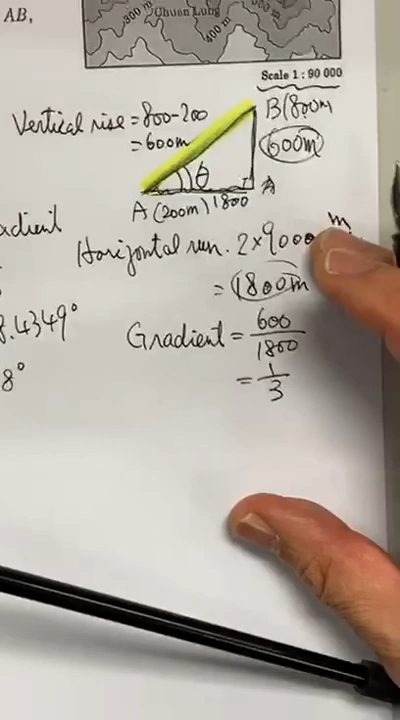 AB,
300 m
Chuen Lung
400 m
Scale 1 : 90 000
Vertical rise = 800-200
= 600m
B (800m
600m
θ
A (200m) 1800
Horizontal run. 2 x 9000 m
= 1800m
adient
.4349°
8°
Gradient = 600
1800
= 1
3